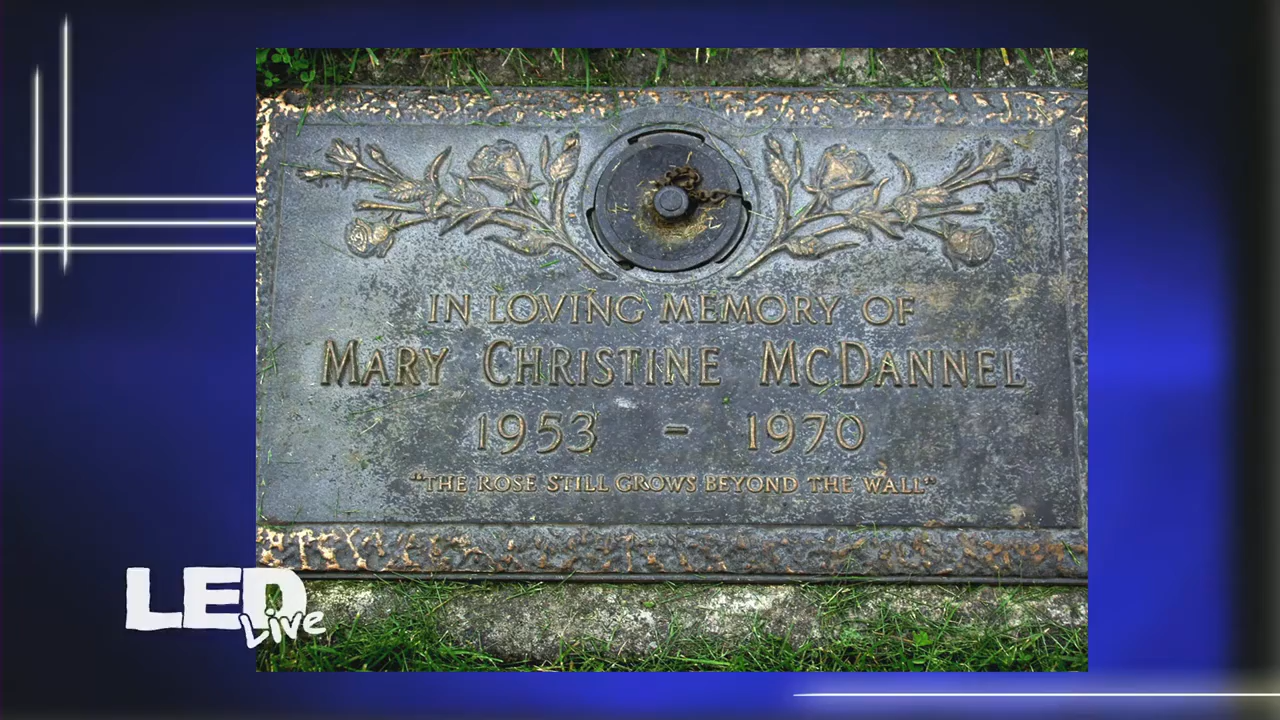 IN LOVING MEMORY OF
MARY CHRISTINE MCDANNEL
1953 - 1970
"THE ROSE STILL GROWS BEYOND THE WALL"
LED
Live